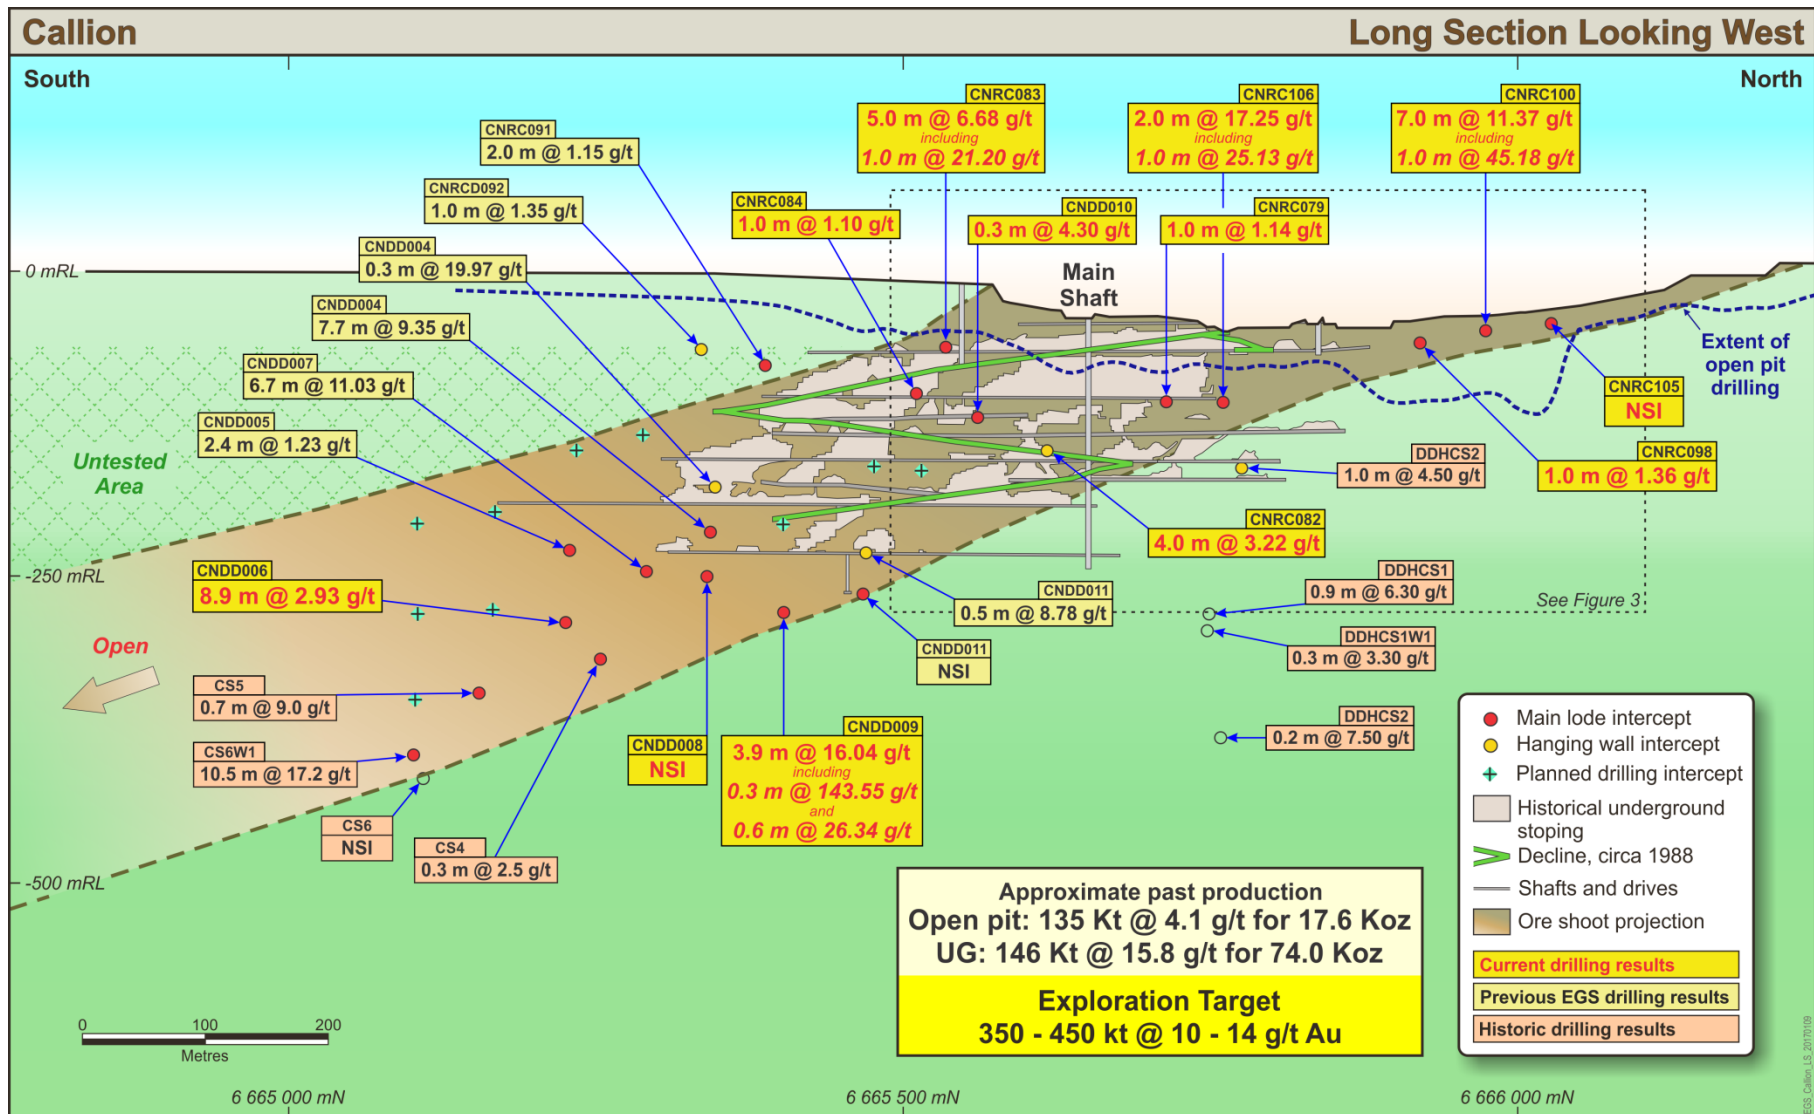 Callion
Long Section Looking West
South
North
CNRC083
5.0 m @ 6.68 g/t
including
1.0 m @ 21.20 g/t
CNRC106
2.0 m @ 17.25 g/t
including
1.0 m @ 25.13 g/t
CNRC100
7.0 m @ 11.37 g/t
including
1.0 m @ 45.18 g/t
CNRC091
2.0 m @ 1.15 g/t
CNRCD092
1.0 m @ 1.35 g/t
CNRC084
1.0 m @ 1.10 g/t
CNDD010
0.3 m @ 4.30 g/t
CNRC079
1.0 m @ 1.14 g/t
CNDD004
0.3 m @ 19.97 g/t
0 mRL
Main
Shaft
CNDD004
7.7 m @ 9.35 g/t
Extent of
open pit
drilling
CNDD007
6.7 m @ 11.03 g/t
CNRC105
NSI
CNDD005
2.4 m @ 1.23 g/t
Untested
Area
DDHCS2
1.0 m @ 4.50 g/t
CNRC098
1.0 m @ 1.36 g/t
CNRC082
4.0 m @ 3.22 g/t
-250 mRL
CNDD006
8.9 m @ 2.93 g/t
CNDD011
0.5 m @ 8.78 g/t
DDHCS1
0.9 m @ 6.30 g/t
See Figure 3
Open
CNDD011
NSI
DDHCS1W1
0.3 m @ 3.30 g/t
CS5
0.7 m @ 9.0 g/t
DDHCS2
0.2 m @ 7.50 g/t
CS6W1
10.5 m @ 17.2 g/t
CNDD008
NSI
CNDD009
3.9 m @ 16.04 g/t
including
0.3 m @ 143.55 g/t
and
0.6 m @ 26.34 g/t
CS6
NSI
CS4
0.3 m @ 2.5 g/t
-500 mRL
Main lode intercept
Hanging wall intercept
Planned drilling intercept
Historical underground
stoping
Decline, circa 1988
Shafts and drives
Ore shoot projection
Current drilling results
Previous EGS drilling results
Historic drilling results
Approximate past production
Open pit: 135 Kt @ 4.1 g/t for 17.6 Koz
UG: 146 Kt @ 15.8 g/t for 74.0 Koz
Exploration Target
350 - 450 kt @ 10 - 14 g/t Au
0 100 200
Metres
6 665 000 mN
6 665 500 mN
6 666 000 mN
EGS_Callion_LS_20170109